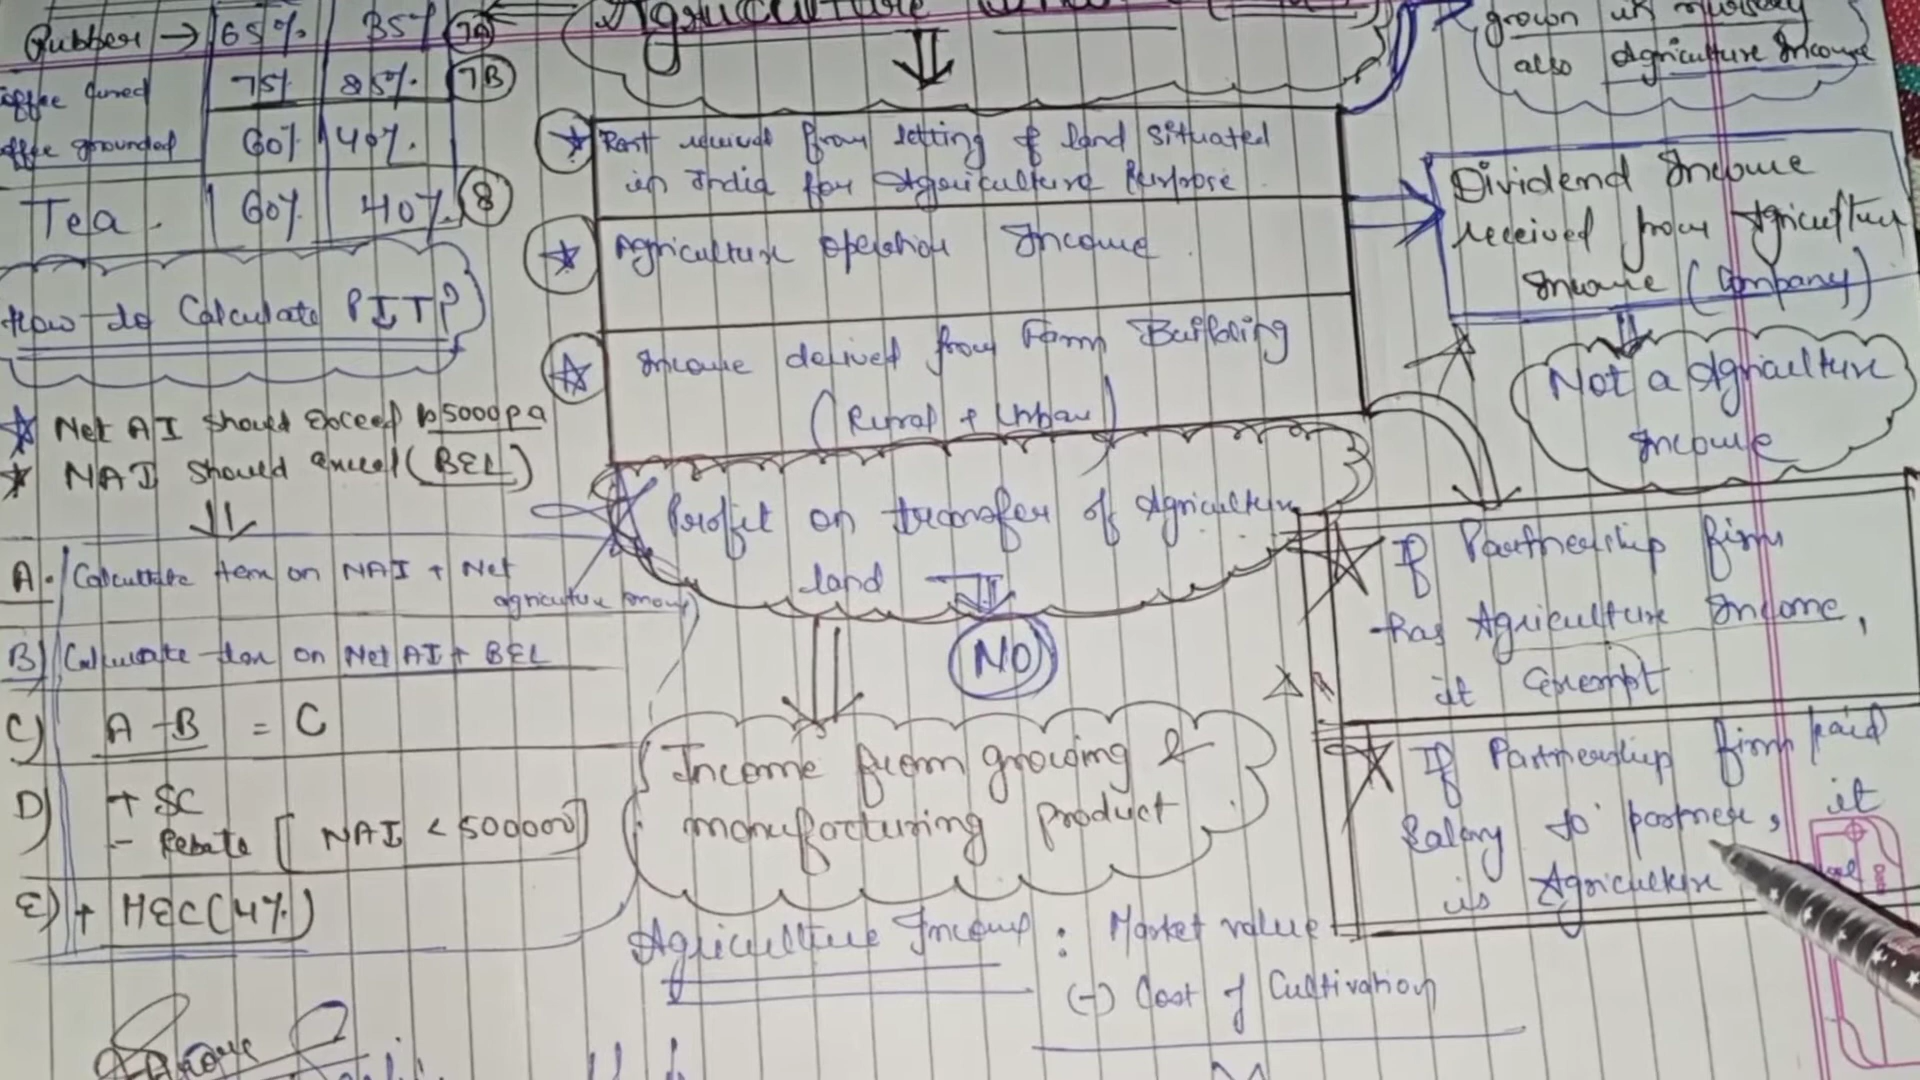 Rubber → 65% 35% 7A
offee cured 75% 25% 7B
offee grounded 60% 40%.
Tea. 60% 40% 8
How to Calculate PITP
Net AI should exceed 5000 pa
NAI should exceed (BEL)
A. Calculate tax on NAI + Net
agriculture Income
B) Calculate tax on Net AI + BEL
C) A - B = C
D) + SC
- Rebate [NAI < 500000]
E) + HEC (4%)
Agriculture
Rent received from letting of land situated
in India for Agriculture Purpose
Agriculture operation Income
Income derived from Farm Building
(Rural + Urban)
Profit on transfer of Agriculture
land
NO
Income from growing &
manufacturing product
Agriculture Income : Market value
(-) Cost of Cultivation
grown in nursery
also Agriculture Income
Dividend Income
received from Agriculture
Income (Company)
Not a Agriculture
Income
If Partnership firm
has Agriculture Income,
it Exempt
If Partnership firm paid
Salary to partner, it
is Agriculture